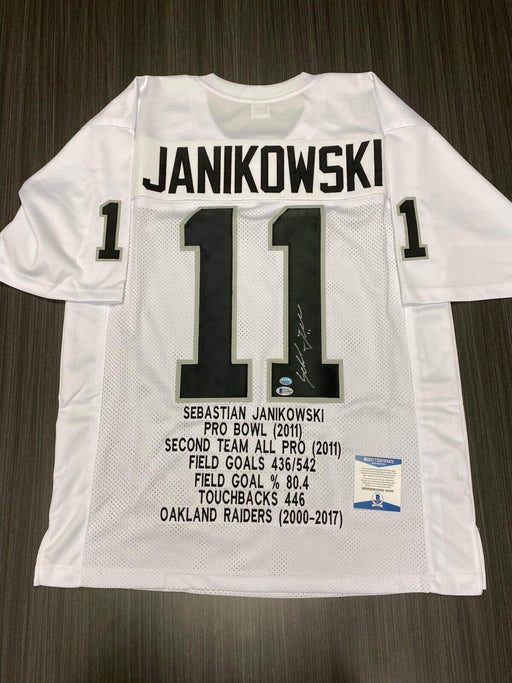 JANIKOWSKI
1 11 1
SEBASTIAN JANIKOWSKI
PRO BOWL (2011)
SECOND TEAM ALL PRO (2011)
FIELD GOALS 436/542
FIELD GOAL % 80.4
TOUCHBACKS 446
OAKLAND RAIDERS (2000-2017)